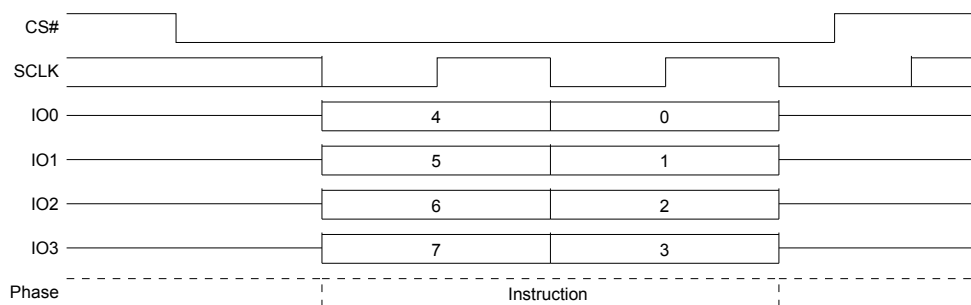 CS#
SCLK
IO0 4 0
IO1 5 1
IO2 6 2
IO3 7 3
Phase Instruction